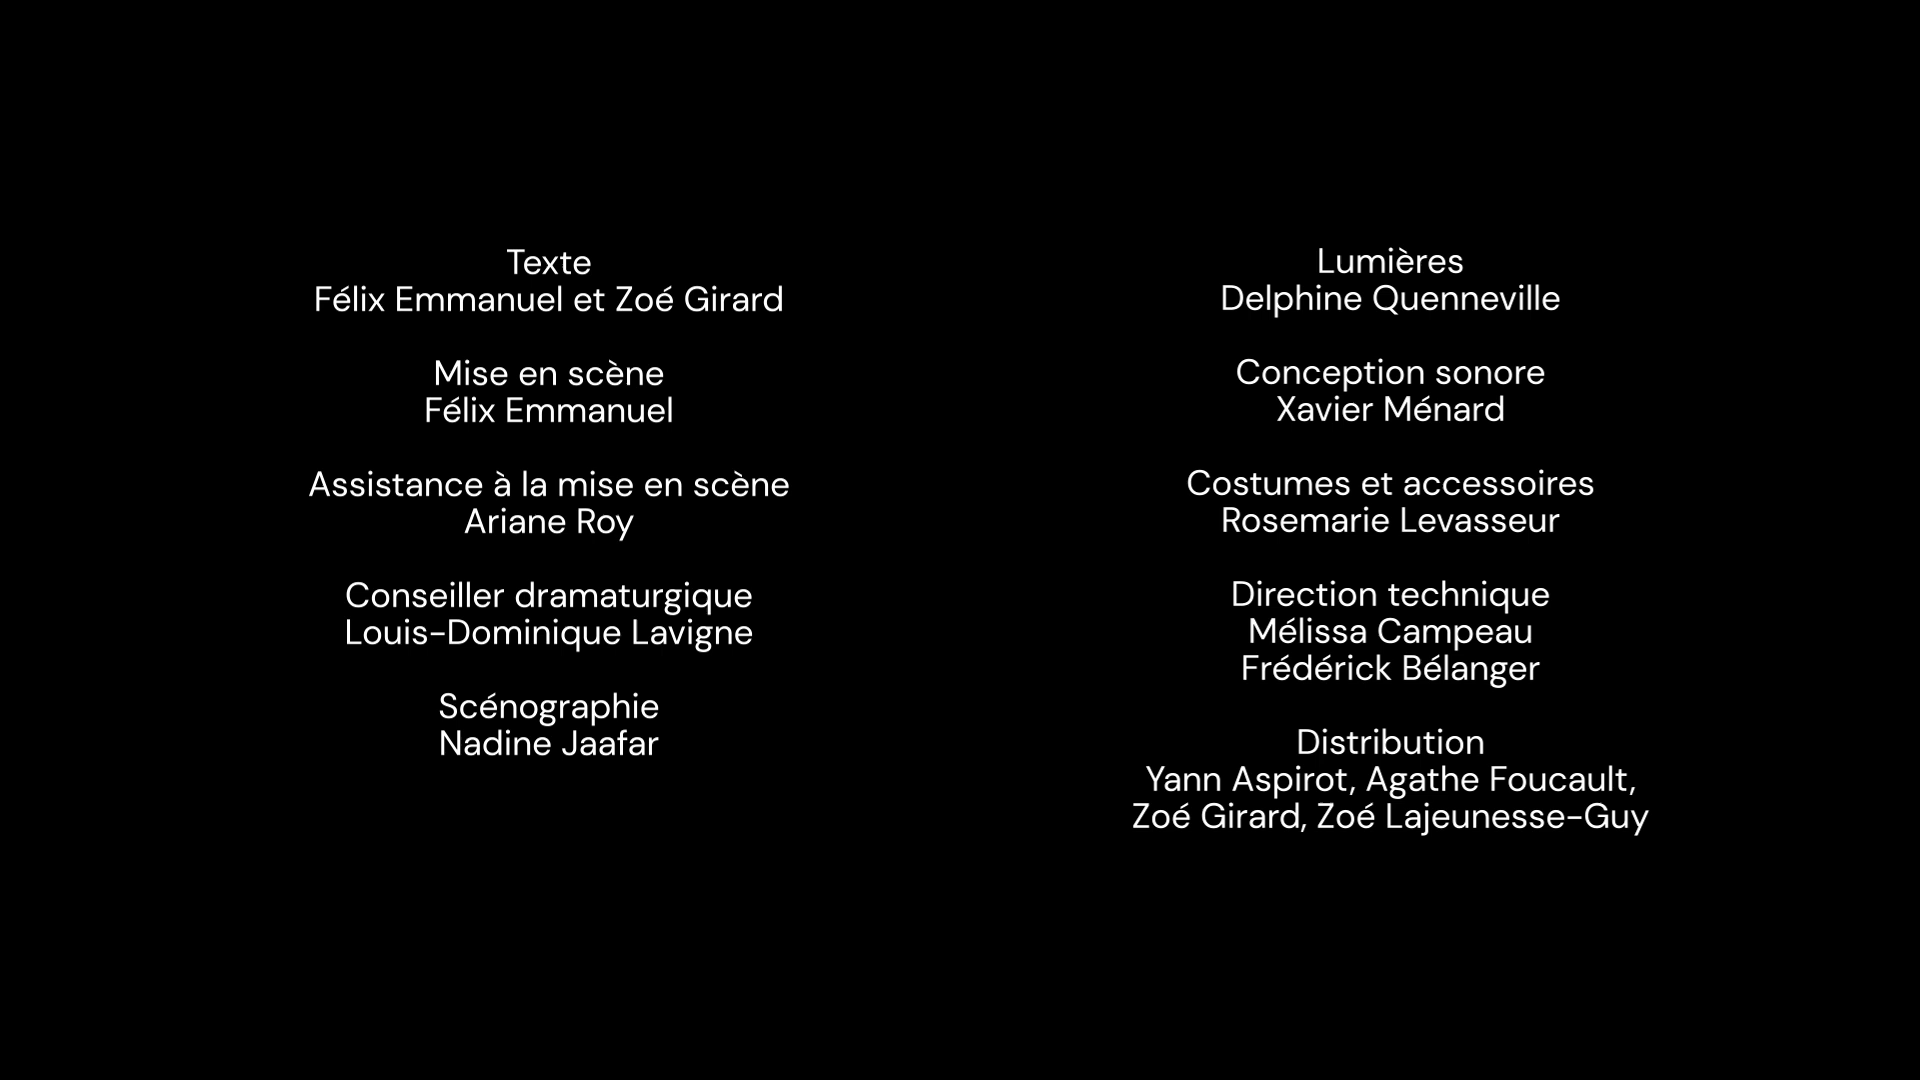 Texte
Félix Emmanuel et Zoé Girard
Mise en scène
Félix Emmanuel
Assistance à la mise en scène
Ariane Roy
Conseiller dramaturgique
Louis-Dominique Lavigne
Scénographie
Nadine Jaafar
Lumières
Delphine Quenneville
Conception sonore
Xavier Ménard
Costumes et accessoires
Rosemarie Levasseur
Direction technique
Mélissa Campeau
Frédérick Bélanger
Distribution
Yann Aspirot, Agathe Foucault,
Zoé Girard, Zoé Lajeunesse-Guy